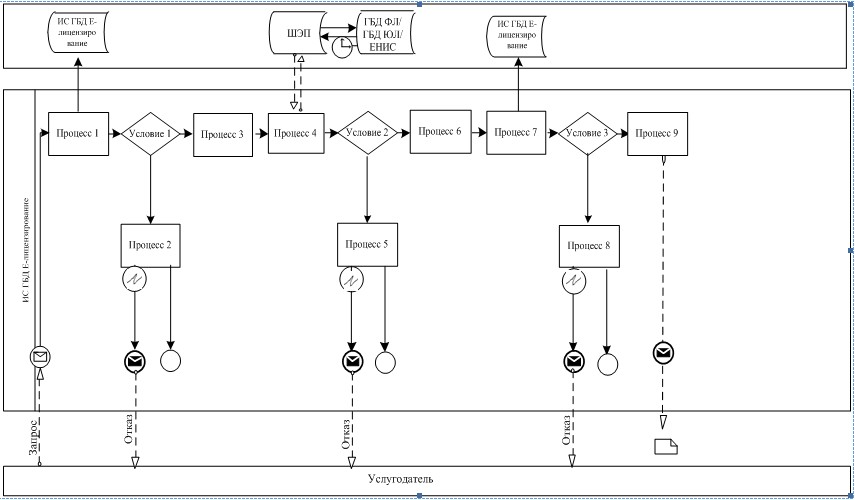 ИС ГБД Е-
лицензиро
вание
ШЭП
ГБД ФЛ/
ГБД ЮЛ/
ЕНИС
ИС ГБД Е-
лицензиро
вание
ИС ГБД Е-лицензирование
Процесс 1
Условие 1
Процесс 3
Процесс 4
Условие 2
Процесс 6
Процесс 7
Условие 3
Процесс 9
Процесс 2
Процесс 5
Процесс 8
Запрос
Отказ
Отказ
Отказ
Услугодатель